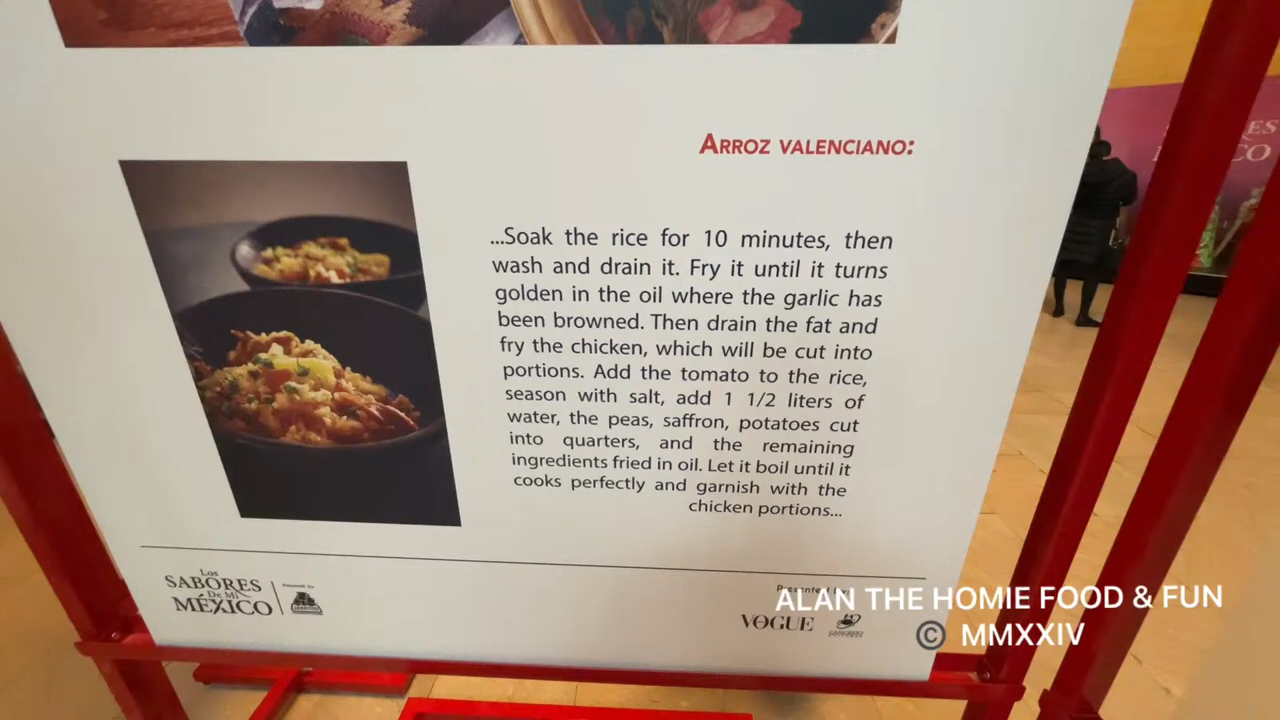 ARROZ VALENCIANO:
...Soak the rice for 10 minutes, then
wash and drain it. Fry it until it turns
golden in the oil where the garlic has
been browned. Then drain the fat and
fry the chicken, which will be cut into
portions. Add the tomato to the rice,
season with salt, add 1 1/2 liters of
water, the peas, saffron, potatoes cut
into quarters, and the remaining
ingredients fried in oil. Let it boil until it
cooks perfectly and garnish with the
chicken portions...
Los
SABORES
De Mi
MÉXICO
Presented by
VOGUE
ALAN THE HOMIE FOOD & FUN
© MMXXIV